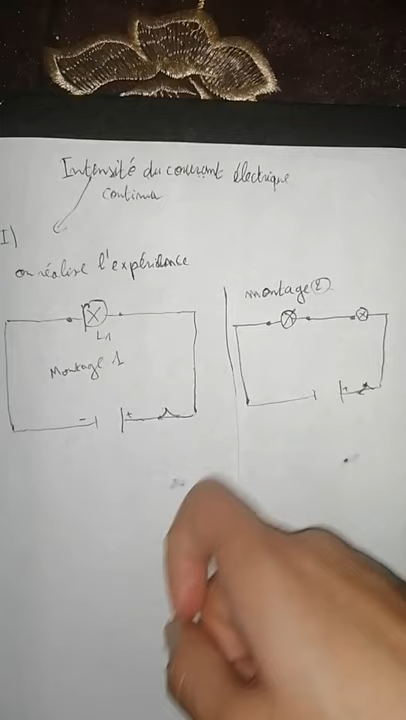 Intensité du courant électrique
continu
I)
on réalise l'expérience
montage ②
L1
Montage 1
- +
+